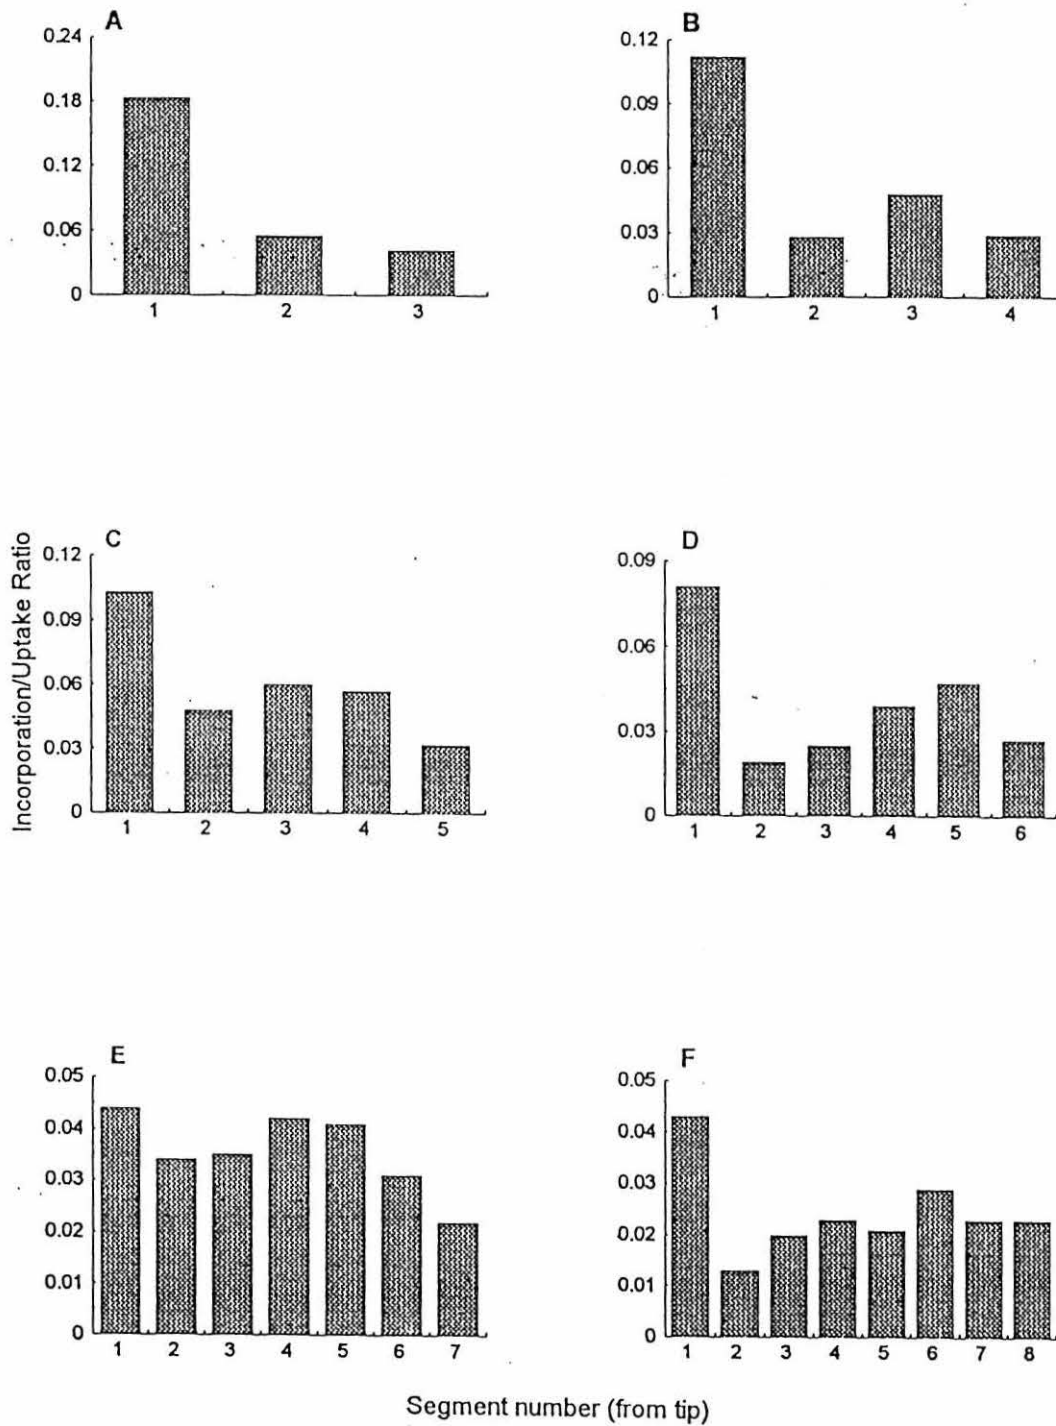 A
0.24
0.18
0.12
0.06
0
1 2 3
B
0.12
0.09
0.06
0.03
0
1 2 3 4
Incorporation/Uptake Ratio
C
0.12
0.09
0.06
0.03
0
1 2 3 4 5
D
0.09
0.06
0.03
0
1 2 3 4 5 6
E
0.05
0.04
0.03
0.02
0.01
0
1 2 3 4 5 6 7
F
0.05
0.04
0.03
0.02
0.01
0
1 2 3 4 5 6 7 8
Segment number (from tip)